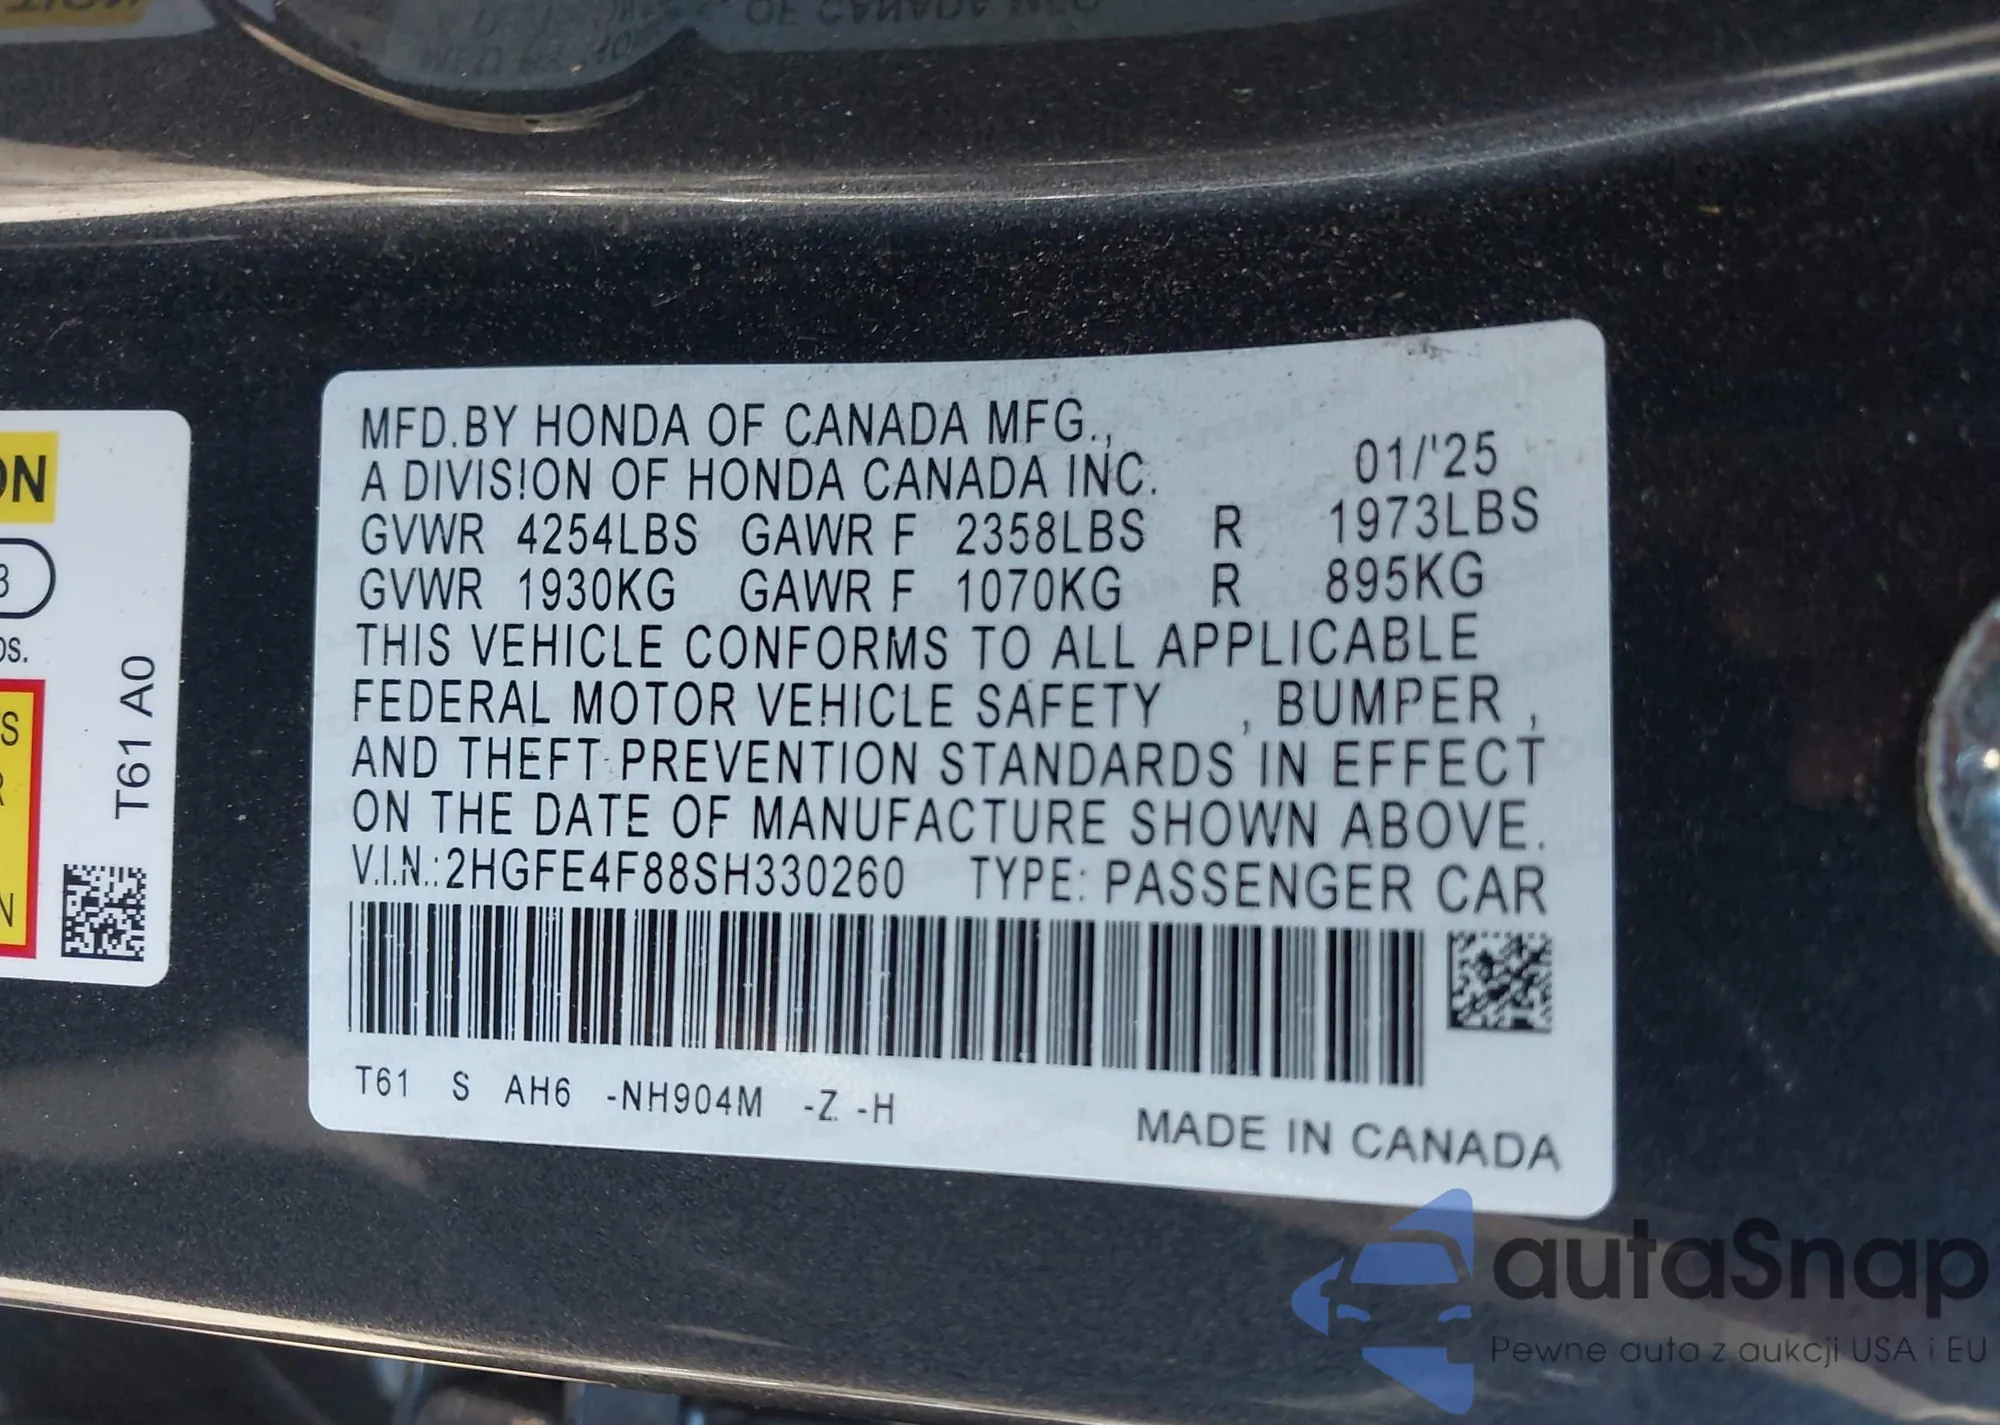 MFD.BY HONDA OF CANADA MFG.,
A DIVISION OF HONDA CANADA INC. 01/'25
GVWR 4254LBS GAWR F 2358LBS R 1973LBS
GVWR 1930KG GAWR F 1070KG R 895KG
THIS VEHICLE CONFORMS TO ALL APPLICABLE
FEDERAL MOTOR VEHICLE SAFETY , BUMPER ,
AND THEFT PREVENTION STANDARDS IN EFFECT
ON THE DATE OF MANUFACTURE SHOWN ABOVE.
V.I.N.:2HGFE4F88SH330260 TYPE: PASSENGER CAR
T61 S AH6 -NH904M -Z -H
MADE IN CANADA
T61 A0
autaSnap
Pewne auta z aukcji USA i EU